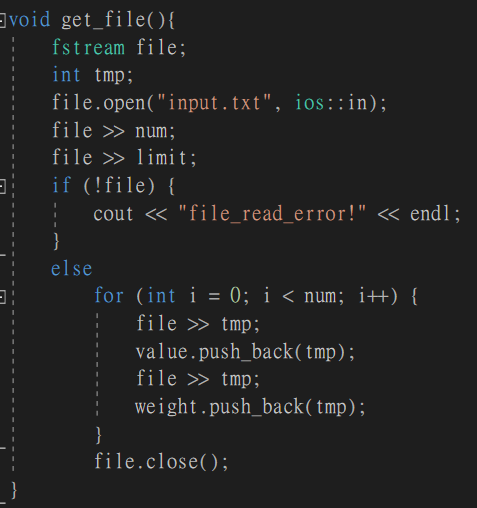 void get_file(){
fstream file;
int tmp;
file.open("input.txt", ios::in);
file >> num;
file >> limit;
if (!file) {
cout << "file_read_error!" << endl;
}
else
for (int i = 0; i < num; i++) {
file >> tmp;
value.push_back(tmp);
file >> tmp;
weight.push_back(tmp);
}
file.close();
}